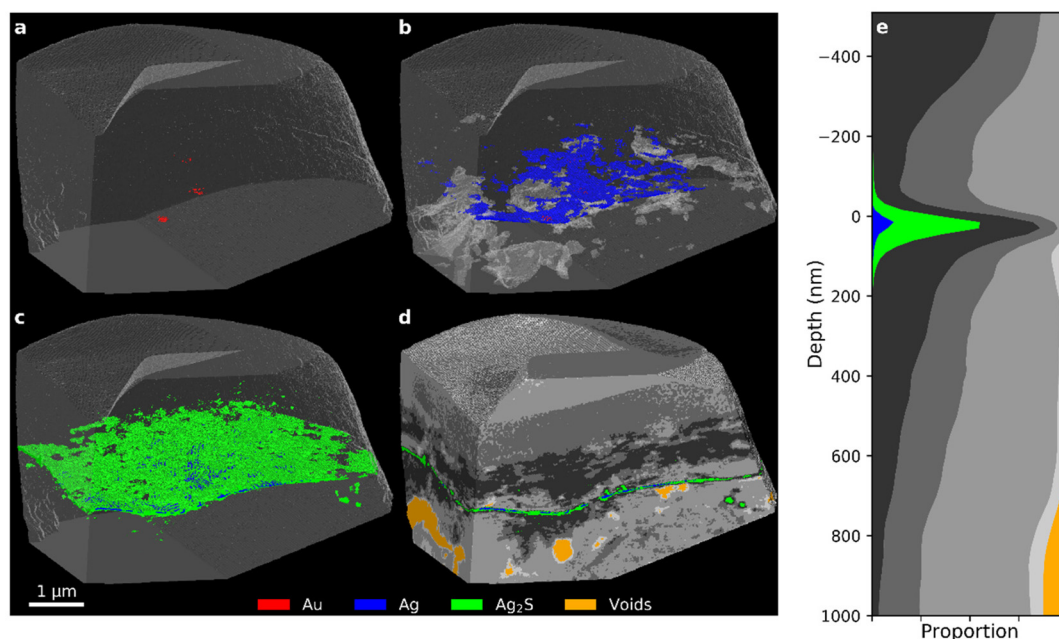 a
b
c
d
1 μm
Au
Ag
Ag₂S
Voids
e
−400
−200
0
200
400
600
800
1000
Depth (nm)
Proportion